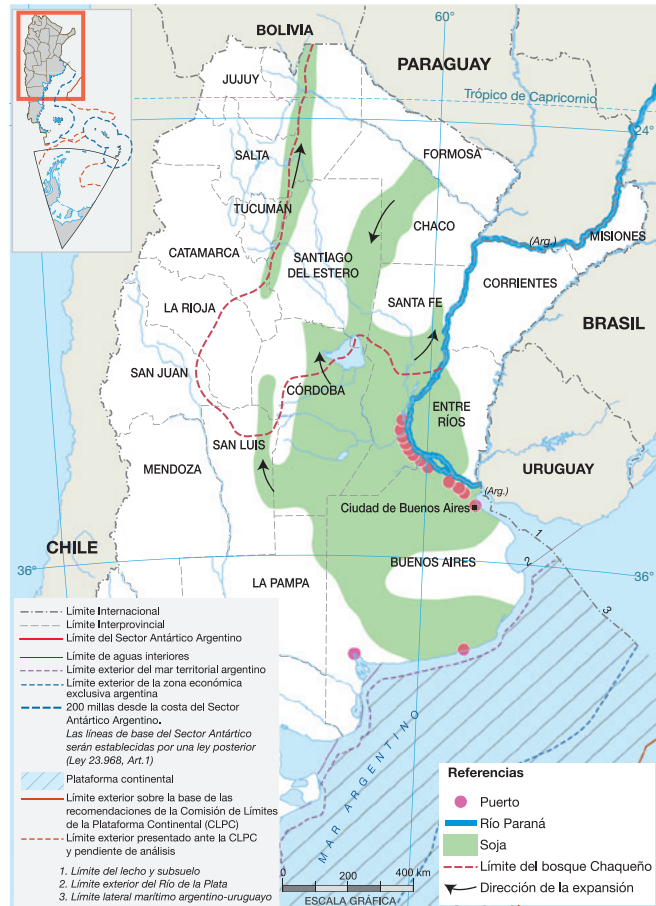 60°
BOLIVIA
PARAGUAY
JUJUY
Trópico de Capricornio
24°
SALTA
FORMOSA
TUCUMÁN
CHACO
MISIONES
(Arg.)
CATAMARCA
SANTIAGO
DEL ESTERO
CORRIENTES
LA RIOJA
SANTA FE
BRASIL
SAN JUAN
CÓRDOBA
ENTRE
RÍOS
SAN LUIS
MENDOZA
URUGUAY
(Arg.)
Ciudad de Buenos Aires
CHILE
1
36°
BUENOS AIRES
2
36°
LA PAMPA
3
MAR ARGENTINO
Límite Internacional
Límite Interprovincial
Límite del Sector Antártico Argentino
Límite de aguas interiores
Límite exterior del mar territorial argentino
Límite exterior de la zona económica
exclusiva argentina
200 millas desde la costa del Sector
Antártico Argentino.
Las líneas de base del Sector Antártico
serán establecidas por una ley posterior
(Ley 23.968, Art.1)
Plataforma continental
Límite exterior sobre la base de las
recomendaciones de la Comisión de Límites
de la Plataforma Continental (CLPC)
Límite exterior presentado ante la CLPC
y pendiente de análisis
1. Límite del lecho y subsuelo
2. Límite exterior del Río de la Plata
3. Límite lateral marítimo argentino-uruguayo
0 200 400 km
ESCALA GRÁFICA
Referencias
Puerto
Río Paraná
Soja
Límite del bosque Chaqueño
Dirección de la expansión